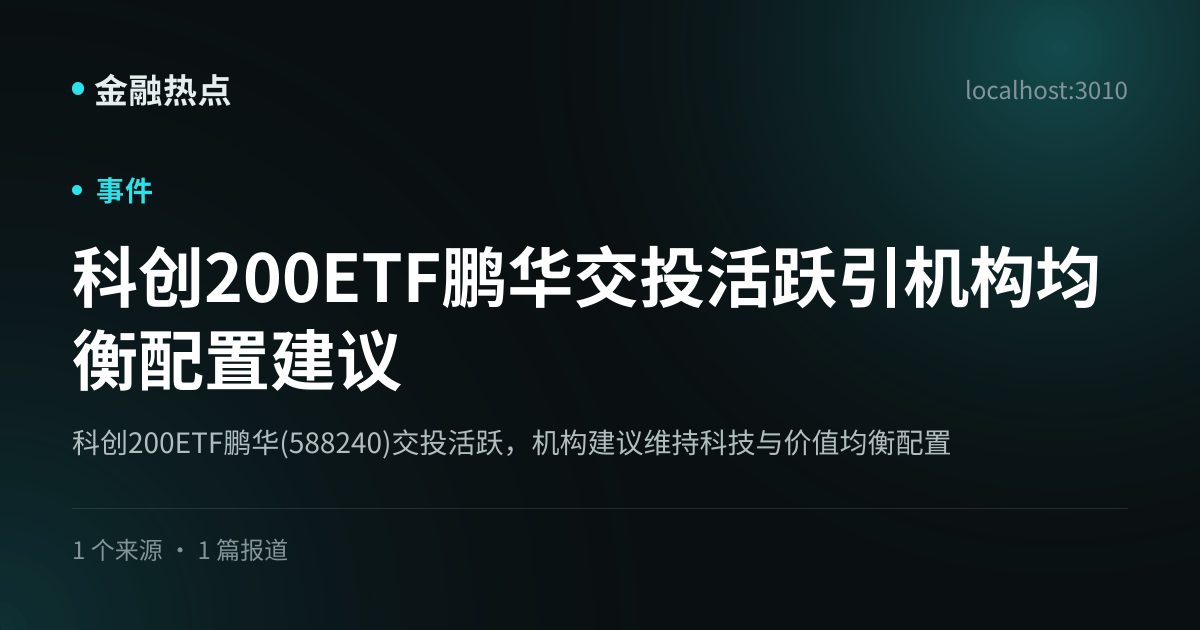 金融热点
localhost:3010
事件
科创200ETF鹏华交投活跃引机构均
衡配置建议
科创200ETF鹏华(588240)交投活跃，机构建议维持科技与价值均衡配置
1 个来源 · 1 篇报道